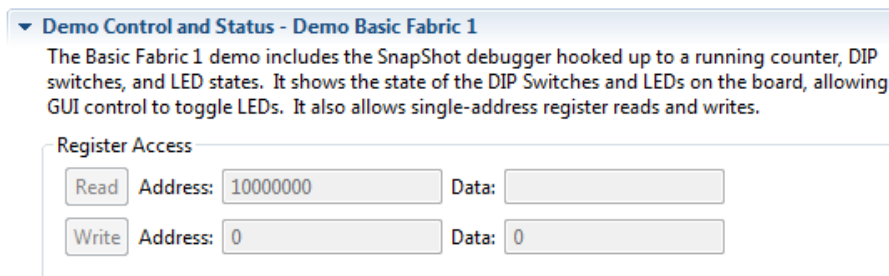 Demo Control and Status - Demo Basic Fabric 1
The Basic Fabric 1 demo includes the SnapShot debugger hooked up to a running counter, DIP
switches, and LED states. It shows the state of the DIP Switches and LEDs on the board, allowing
GUI control to toggle LEDs. It also allows single-address register reads and writes.
Register Access
Read Address: 10000000 Data:
Write Address: 0 Data: 0